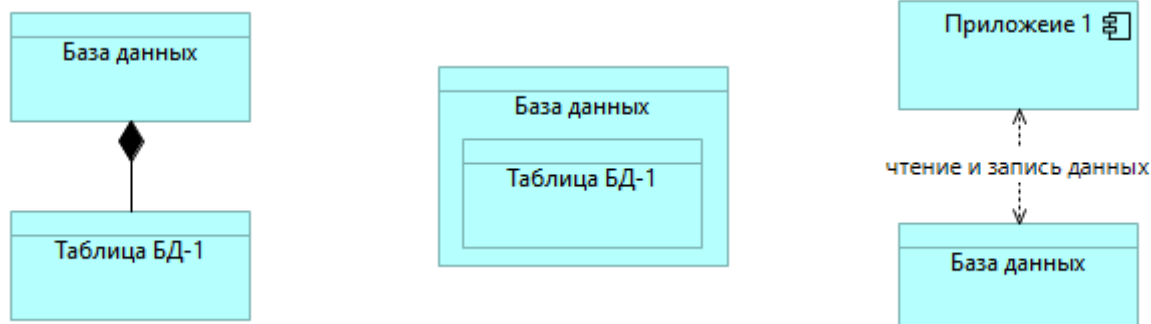 База данных
Таблица БД-1
База данных
Таблица БД-1
Приложеие 1
чтение и запись данных
База данных